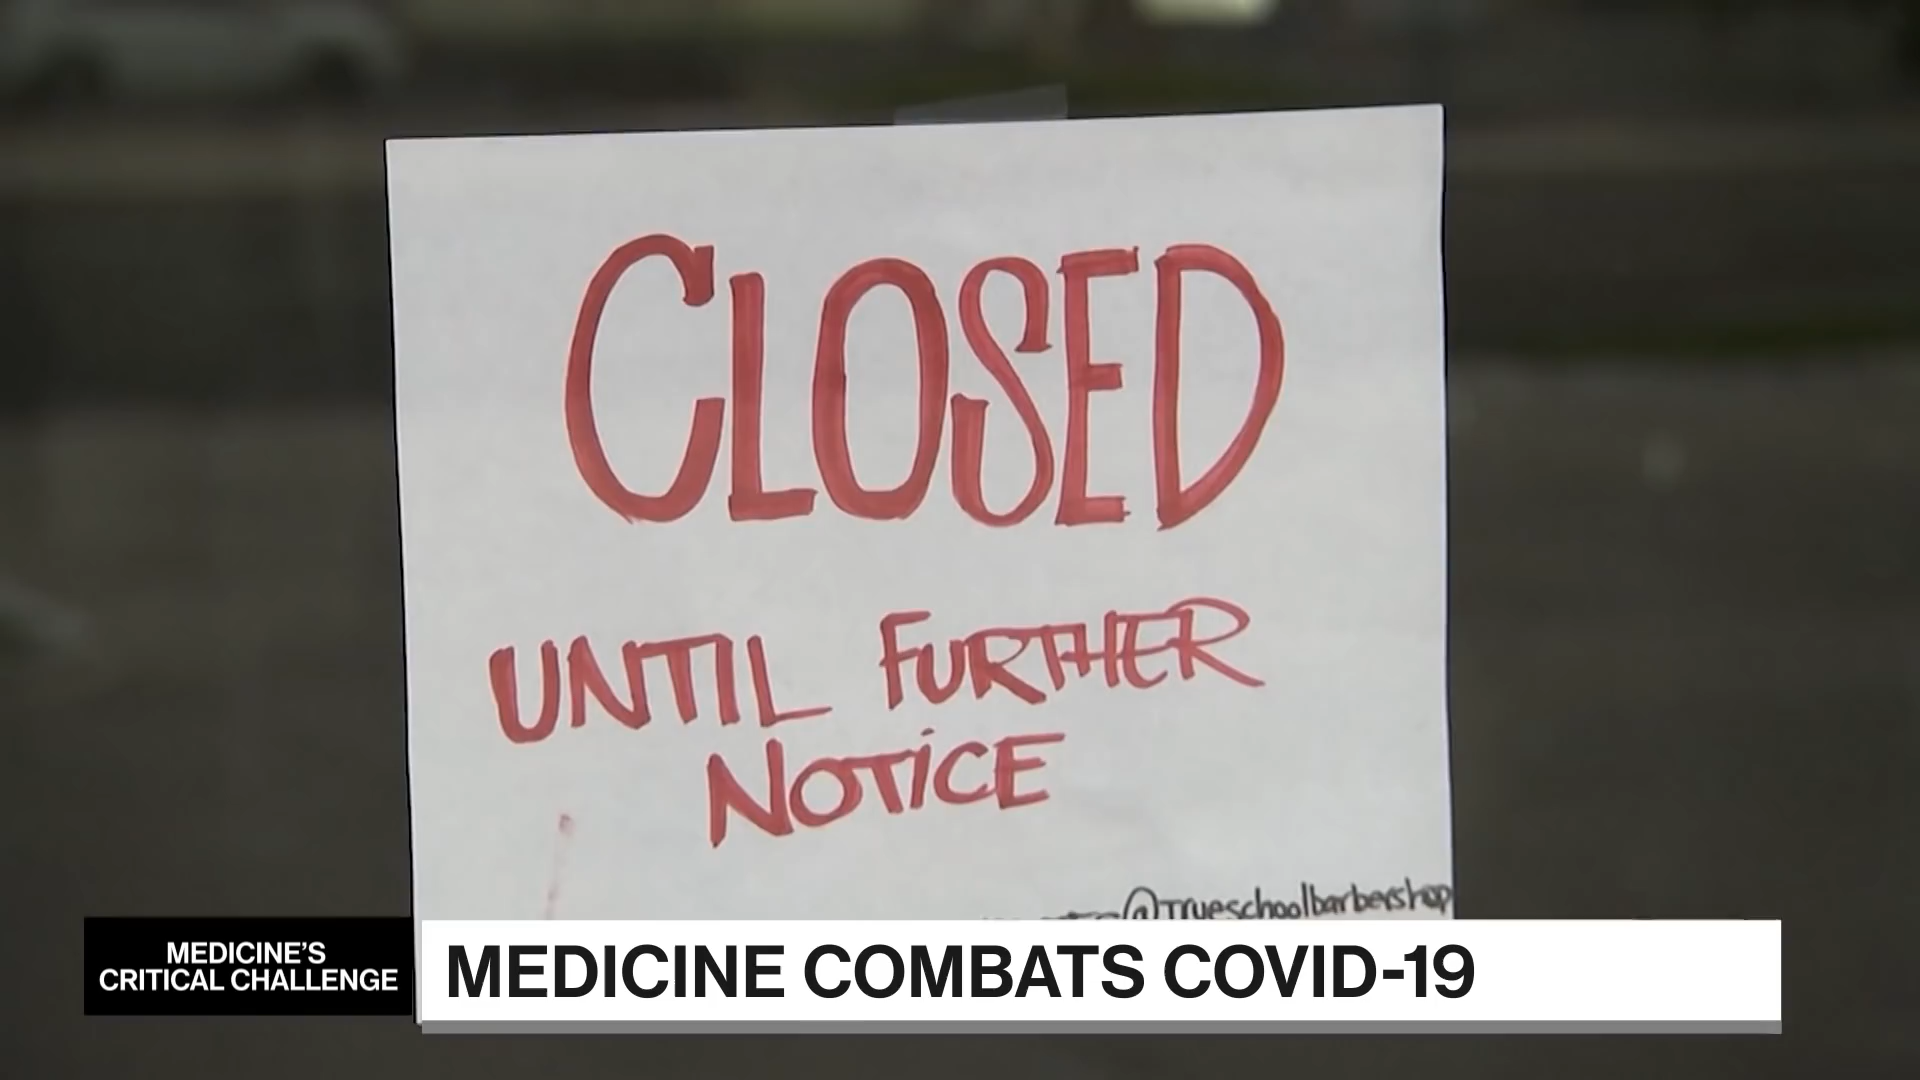 CLOSED
UNTIL FURTHER
NOTiCE
@Trueschoolbarbershop
MEDICINE'S
CRITICAL CHALLENGE
MEDICINE COMBATS COVID-19